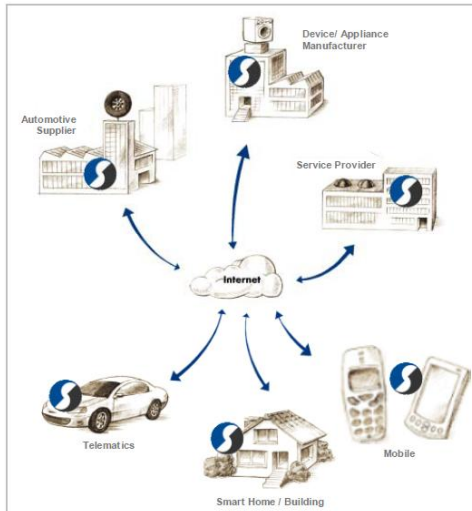 Device/ Appliance
Manufacturer
Automotive
Supplier
Service Provider
Internet
Telematics
Mobile
Smart Home / Building